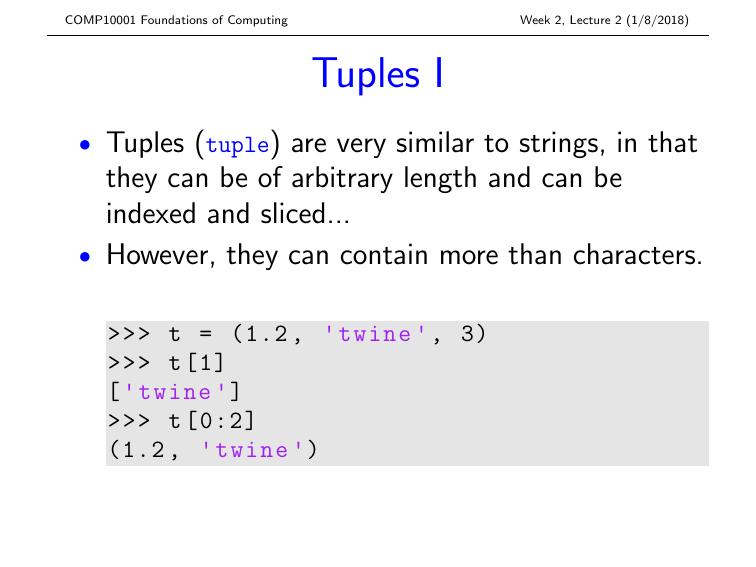 COMP10001 Foundations of Computing Week 2, Lecture 2 (1/8/2018)
Tuples I
• Tuples (tuple) are very similar to strings, in that
they can be of arbitrary length and can be
indexed and sliced...
• However, they can contain more than characters.
>>> t = (1.2, 'twine', 3)
>>> t[1]
['twine']
>>> t[0:2]
(1.2, 'twine')